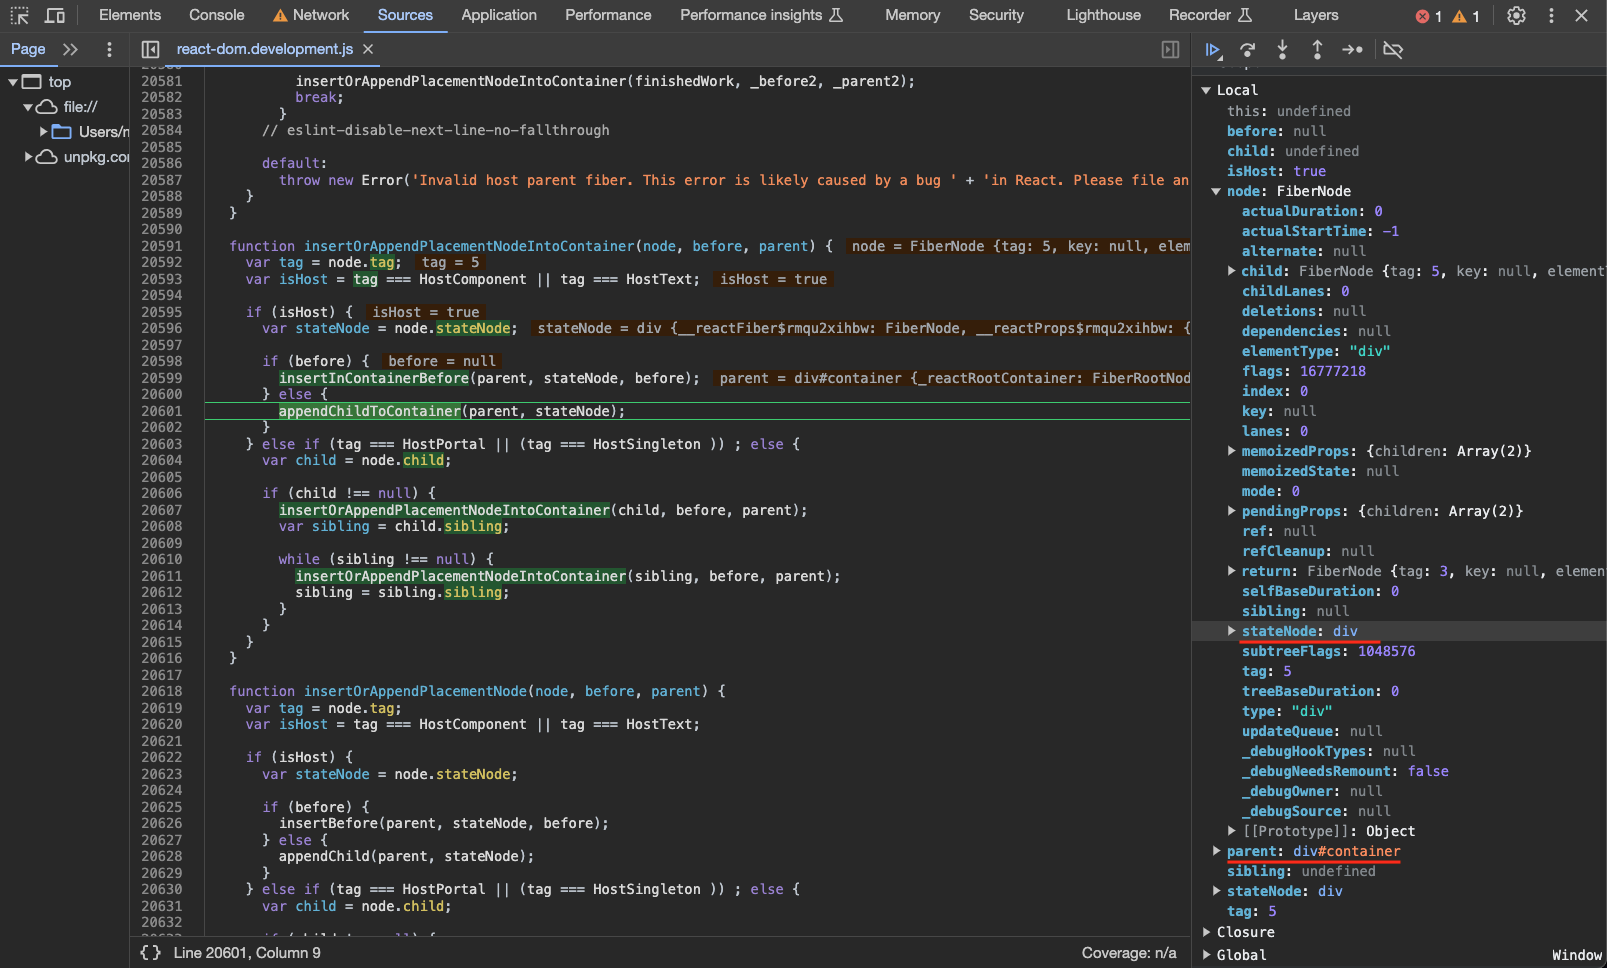 Elements Console Network Sources Application Performance Performance insights Memory Security Lighthouse Recorder Layers 1 1
Page
react-dom.development.js
top
file://
Users/n
unpkg.co
20581 insertOrAppendPlacementNodeIntoContainer(finishedWork, _before2, _parent2);
20582 break;
20583 }
20584 // eslint-disable-next-line-no-fallthrough
20585
20586 default:
20587 throw new Error('Invalid host parent fiber. This error is likely caused by a bug ' + 'in React. Please file an
20588 }
20589 }
20590
20591 function insertOrAppendPlacementNodeIntoContainer(node, before, parent) { node = FiberNode {tag: 5, key: null, elem
20592 var tag = node.tag; tag = 5
20593 var isHost = tag === HostComponent || tag === HostText; isHost = true
20594
20595 if (isHost) { isHost = true
20596 var stateNode = node.stateNode; stateNode = div {__reactFiber$rmqu2xihbw: FiberNode, __reactProps$rmqu2xihbw: {
20597
20598 if (before) { before = null
20599 insertInContainerBefore(parent, stateNode, before); parent = div#container {_reactRootContainer: FiberRootNod
20600 } else {
20601 appendChildToContainer(parent, stateNode);
20602 }
20603 } else if (tag === HostPortal || (tag === HostSingleton )) ; else {
20604 var child = node.child;
20605
20606 if (child !== null) {
20607 insertOrAppendPlacementNodeIntoContainer(child, before, parent);
20608 var sibling = child.sibling;
20609
20610 while (sibling !== null) {
20611 insertOrAppendPlacementNodeIntoContainer(sibling, before, parent);
20612 sibling = sibling.sibling;
20613 }
20614 }
20615 }
20616 }
20617
20618 function insertOrAppendPlacementNode(node, before, parent) {
20619 var tag = node.tag;
20620 var isHost = tag === HostComponent || tag === HostText;
20621
20622 if (isHost) {
20623 var stateNode = node.stateNode;
20624
20625 if (before) {
20626 insertBefore(parent, stateNode, before);
20627 } else {
20628 appendChild(parent, stateNode);
20629 }
20630 } else if (tag === HostPortal || (tag === HostSingleton )) ; else {
20631 var child = node.child;
20632
{} Line 20601, Column 9
Coverage: n/a
Local
this: undefined
before: null
child: undefined
isHost: true
node: FiberNode
actualDuration: 0
actualStartTime: -1
alternate: null
child: FiberNode {tag: 5, key: null, element
childLanes: 0
deletions: null
dependencies: null
elementType: "div"
flags: 16777218
index: 0
key: null
lanes: 0
memoizedProps: {children: Array(2)}
memoizedState: null
mode: 0
pendingProps: {children: Array(2)}
ref: null
refCleanup: null
return: FiberNode {tag: 3, key: null, elemen
selfBaseDuration: 0
sibling: null
stateNode: div
subtreeFlags: 1048576
tag: 5
treeBaseDuration: 0
type: "div"
updateQueue: null
_debugHookTypes: null
_debugNeedsRemount: false
_debugOwner: null
_debugSource: null
[[Prototype]]: Object
parent: div#container
sibling: undefined
stateNode: div
tag: 5
Closure
Global Window